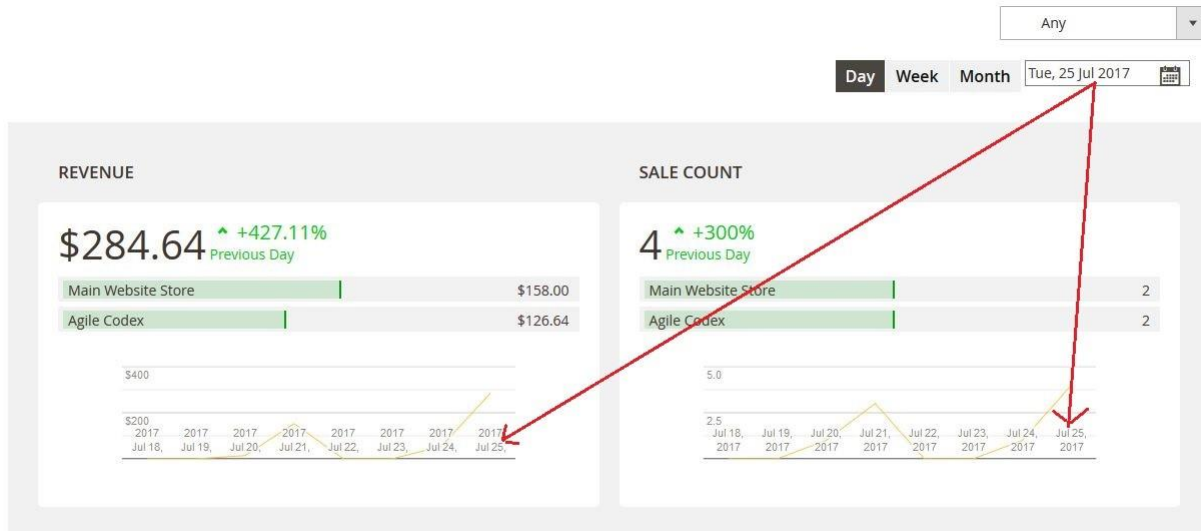 Any
Day Week Month Tue, 25 Jul 2017
REVENUE
$284.64 +427.11%
Previous Day
Main Website Store $158.00
Agile Codex $126.64
$400
$200
2017 2017 2017 2017 2017 2017 2017 2017
Jul 18, Jul 19, Jul 20, Jul 21, Jul 22, Jul 23, Jul 24, Jul 25,
SALE COUNT
4 +300%
Previous Day
Main Website Store 2
Agile Codex 2
5.0
2.5
Jul 18, Jul 19, Jul 20, Jul 21, Jul 22, Jul 23, Jul 24, Jul 25,
2017 2017 2017 2017 2017 2017 2017 2017